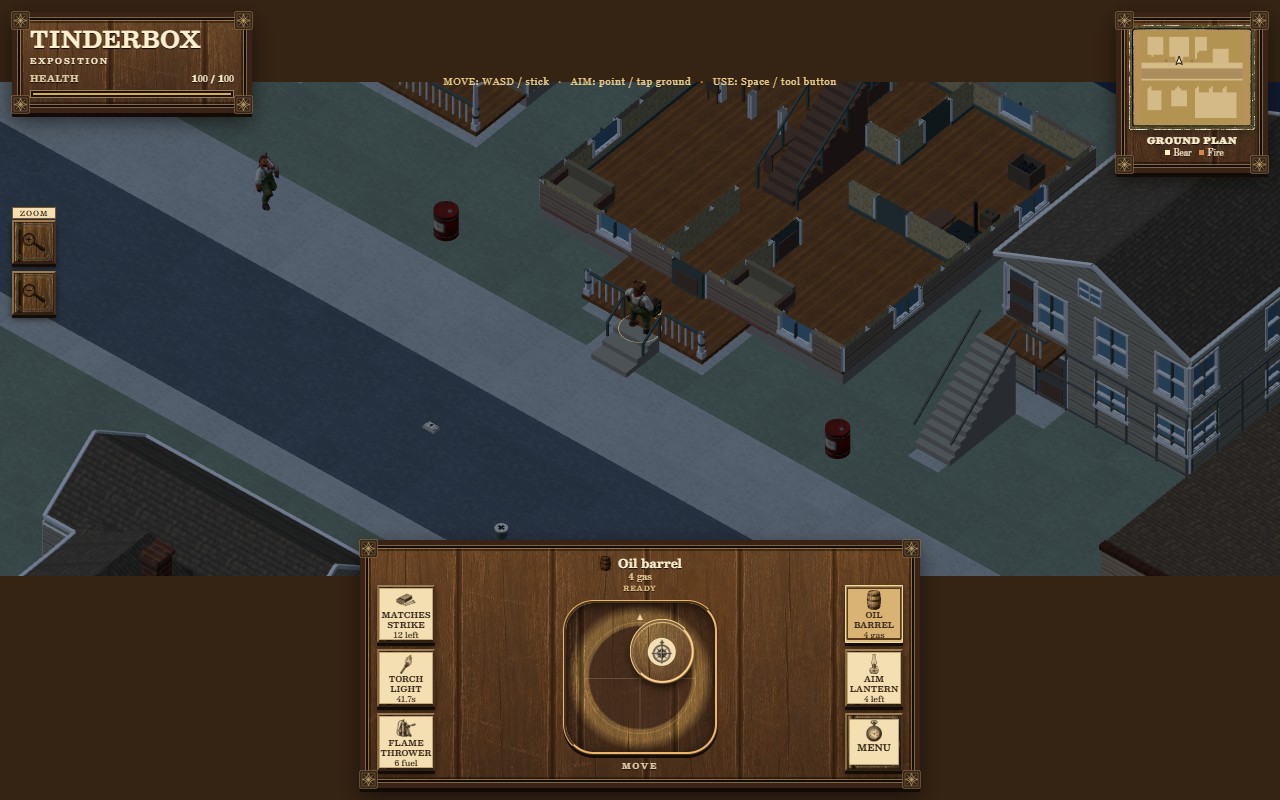 TINDERBOX
EXPOSITION
HEALTH 100 / 100
MOVE: WASD / stick · AIM: point / tap ground · USE: Space / tool button
GROUND PLAN
Bear Fire
ZOOM
Oil barrel
4 gas
READY
MATCHES
STRIKE
12 left
TORCH
LIGHT
41.7s
FLAME
THROWER
6 fuel
OIL
BARREL
4 gas
AIM
LANTERN
4 left
MENU
MOVE